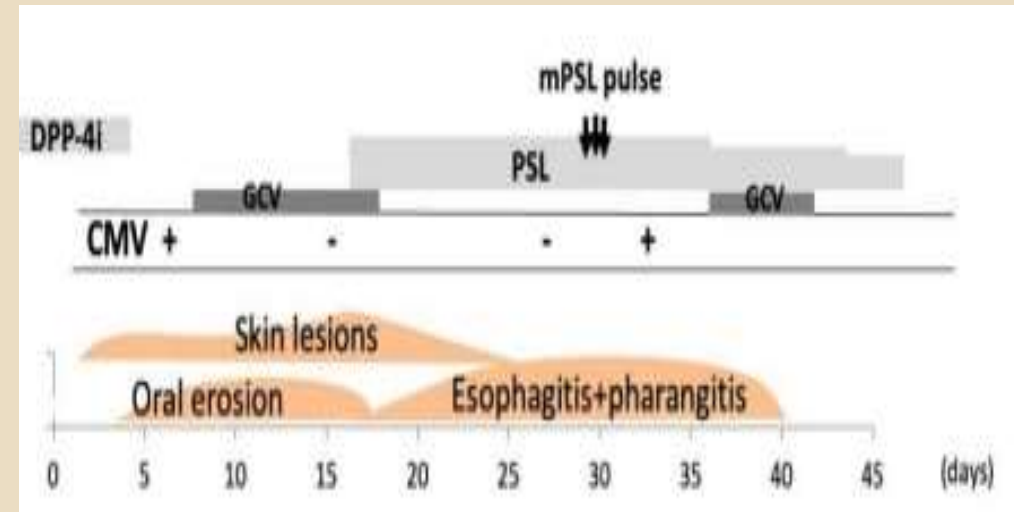 mPSL pulse
DPP-4i
PSL
GCV GCV
CMV + - - +
Skin lesions
Oral erosion Esophagitis+pharangitis
0 5 10 15 20 25 30 35 40 45 (days)